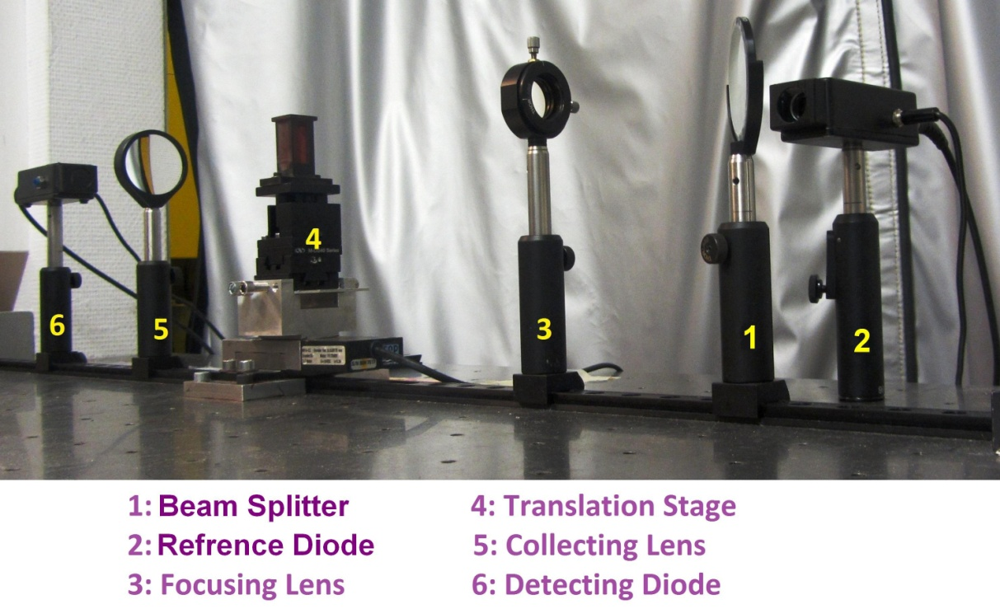 4
6
5
3
1
2
1: Beam Splitter
2: Refrence Diode
3: Focusing Lens
4: Translation Stage
5: Collecting Lens
6: Detecting Diode